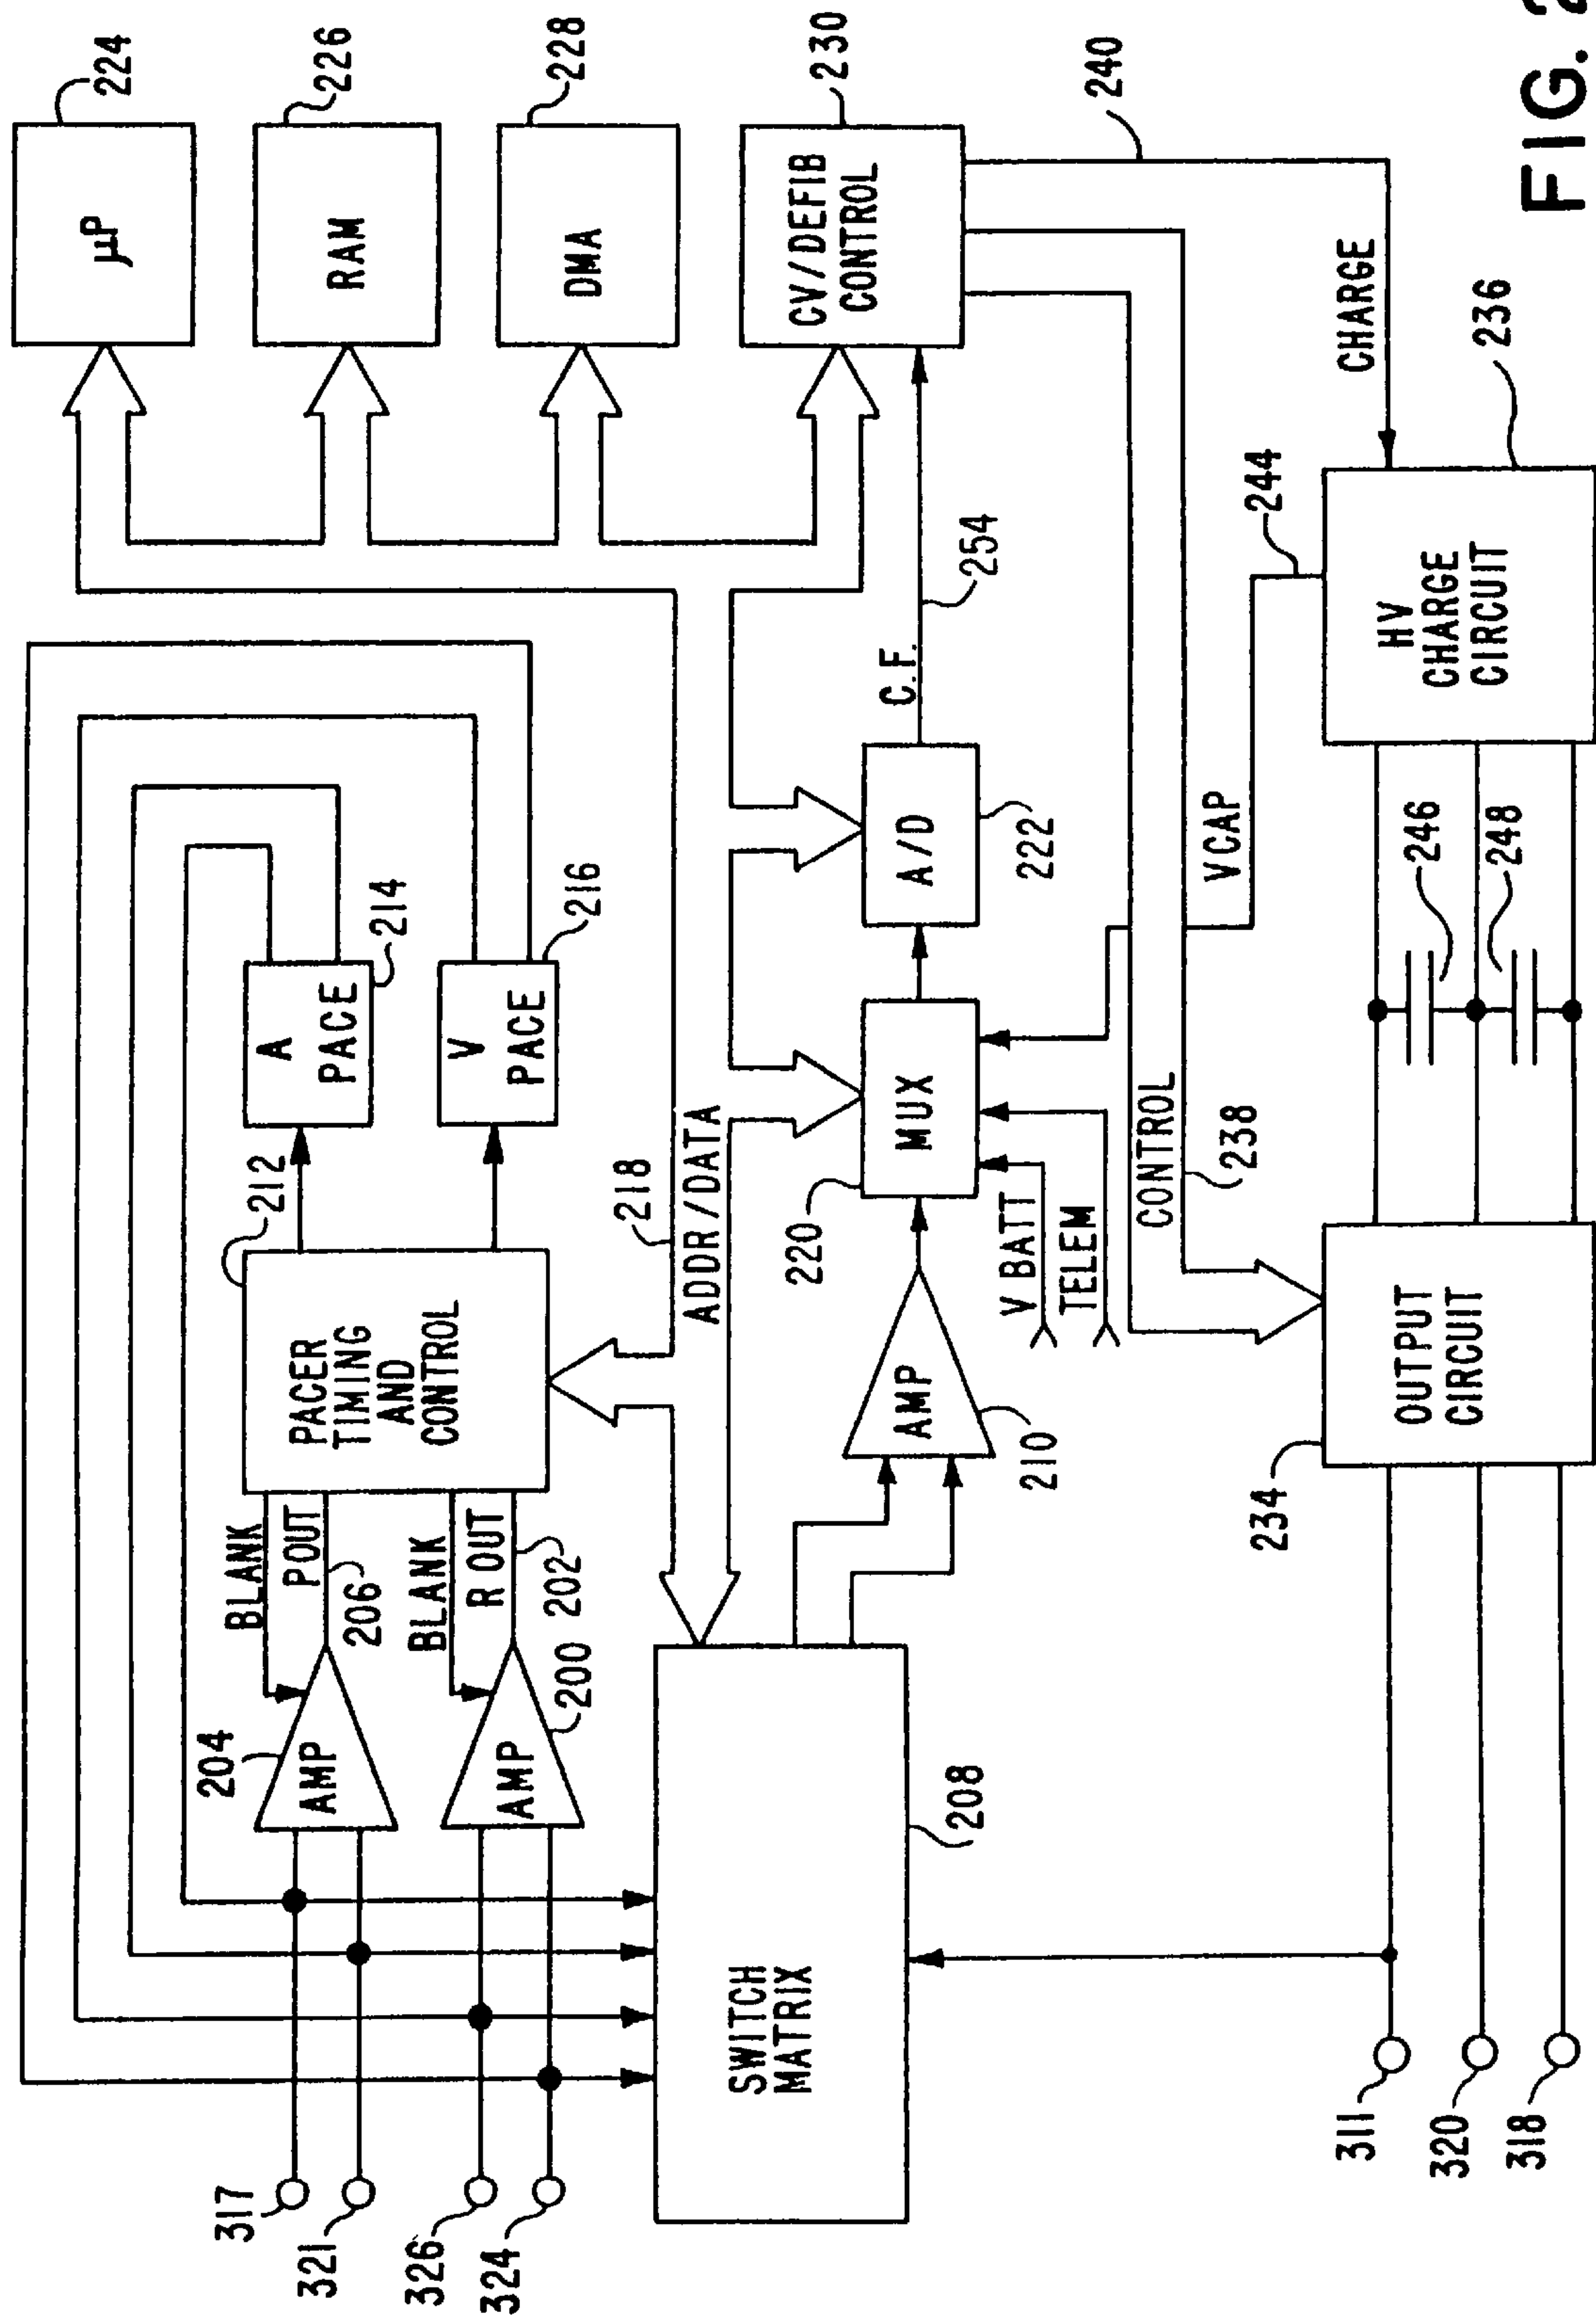 317
321
326
324
204
AMP
BLANK
P OUT
206
AMP
200
BLANK
R OUT
202
PACER
TIMING
AND
CONTROL
212
A
PACE
214
V
PACE
216
218
ADDR/DATA
SWITCH
MATRIX
208
AMP
210
220
MUX
V BATT
TELEM
A/D
222
C.F.
254
μP
224
RAM
226
DMA
228
CV/DEFIB
CONTROL
230
240
CHARGE
CONTROL
238
VCAP
244
HV
CHARGE
CIRCUIT
236
246
248
OUTPUT
CIRCUIT
234
311
320
318
FIG. 2